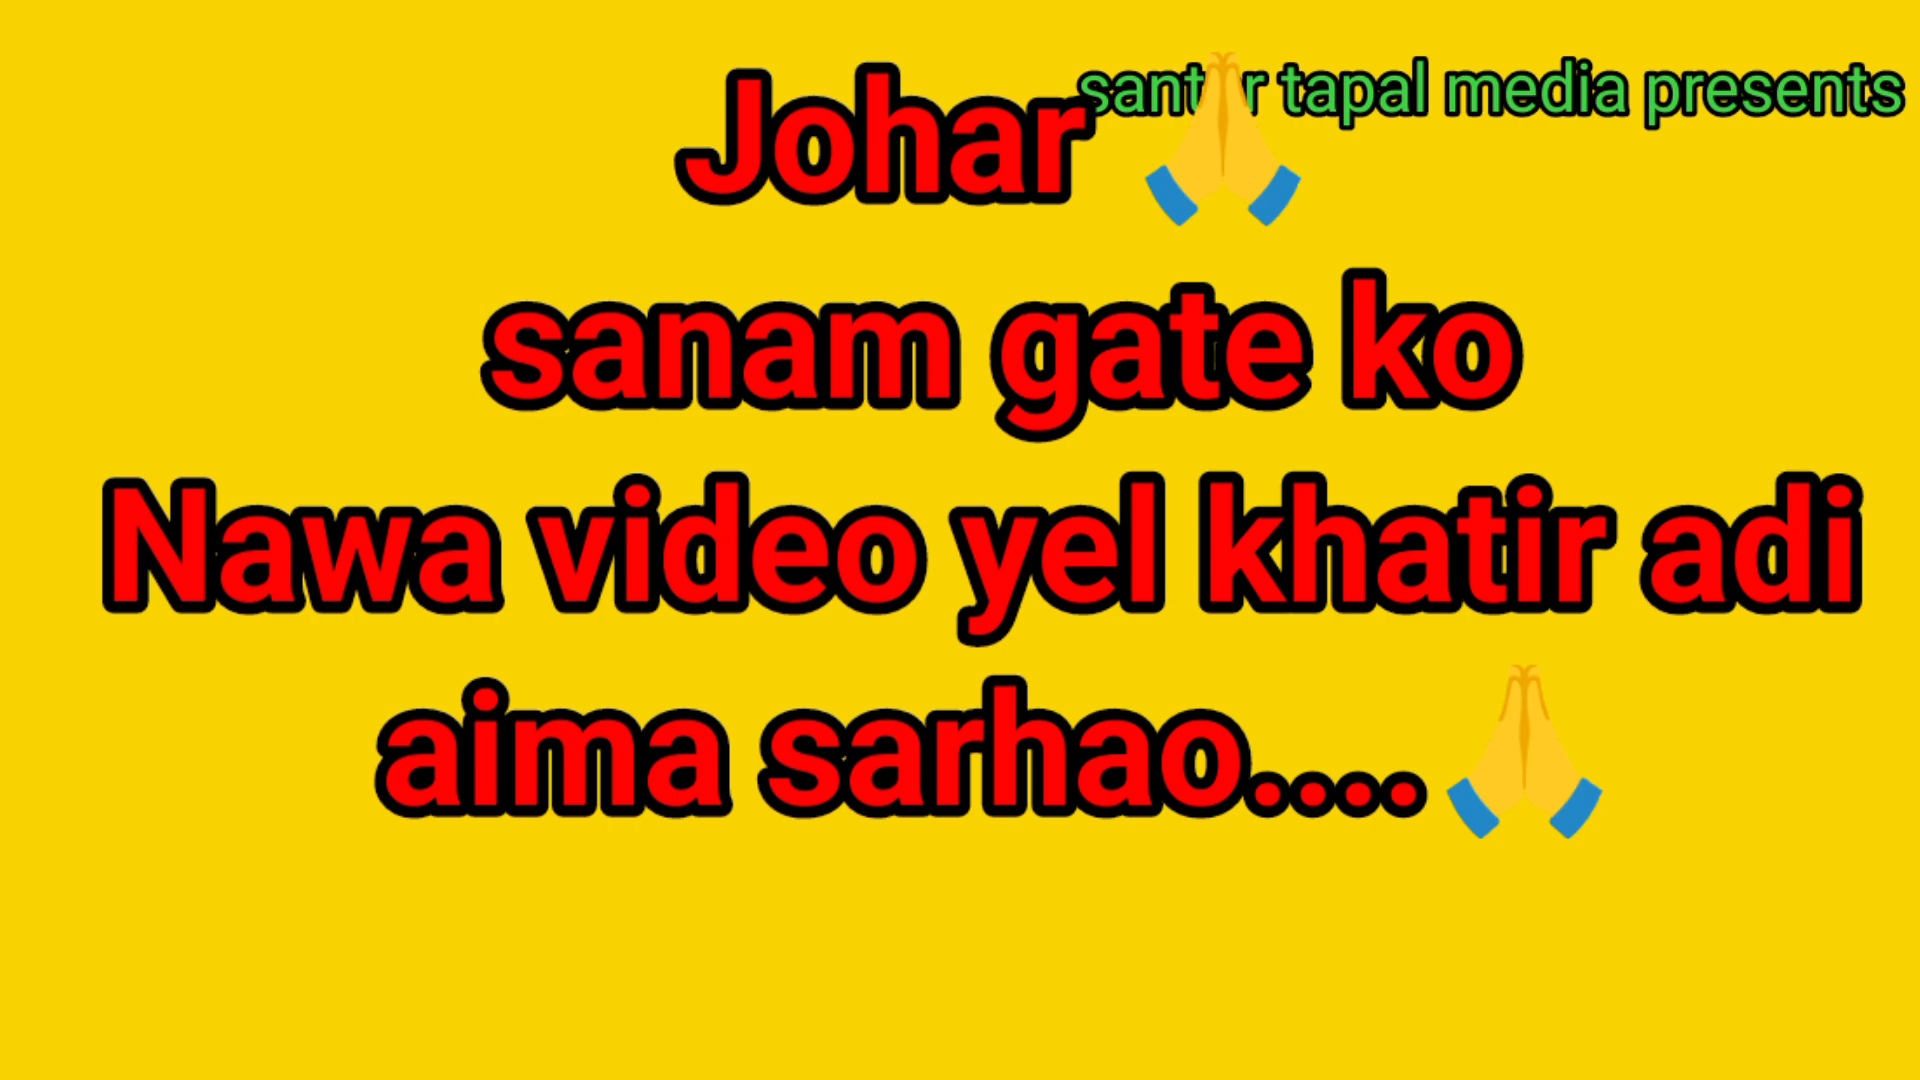 tapal media presents
Johar 🙏
sanam gate ko
Nawa video yel khatir adi
aima sarhao....🙏